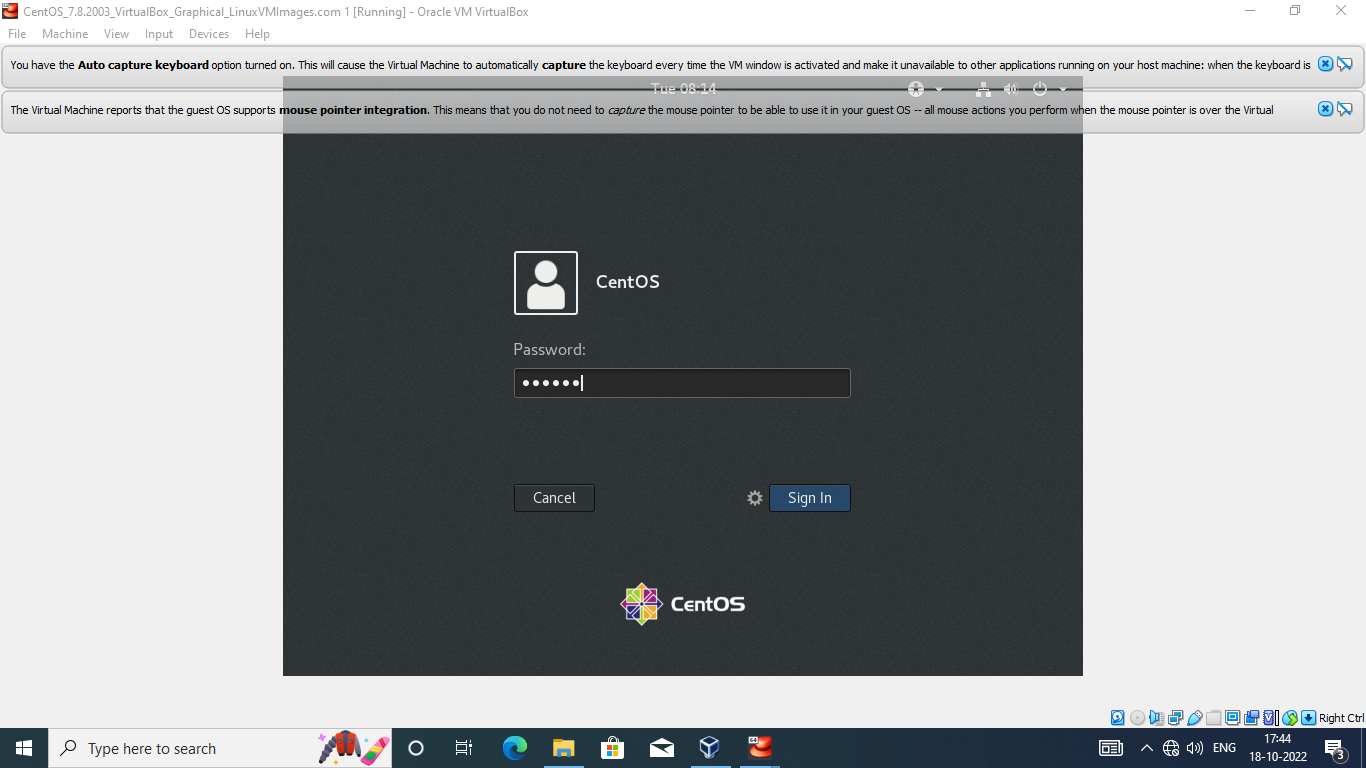 CentOS_7.8.2003_VirtualBox_Graphical_LinuxVMImages.com 1 [Running] - Oracle VM VirtualBox
File Machine View Input Devices Help
You have the Auto capture keyboard option turned on. This will cause the Virtual Machine to automatically capture the keyboard every time the VM window is activated and make it unavailable to other applications running on your host machine: when the keyboard is
Tue 08:14
The Virtual Machine reports that the guest OS supports mouse pointer integration. This means that you do not need to capture the mouse pointer to be able to use it in your guest OS -- all mouse actions you perform when the mouse pointer is over the Virtual
CentOS
Password:
••••••
Cancel
Sign In
CentOS
Right Ctrl
Type here to search
64
ENG
17:44
18-10-2022
3